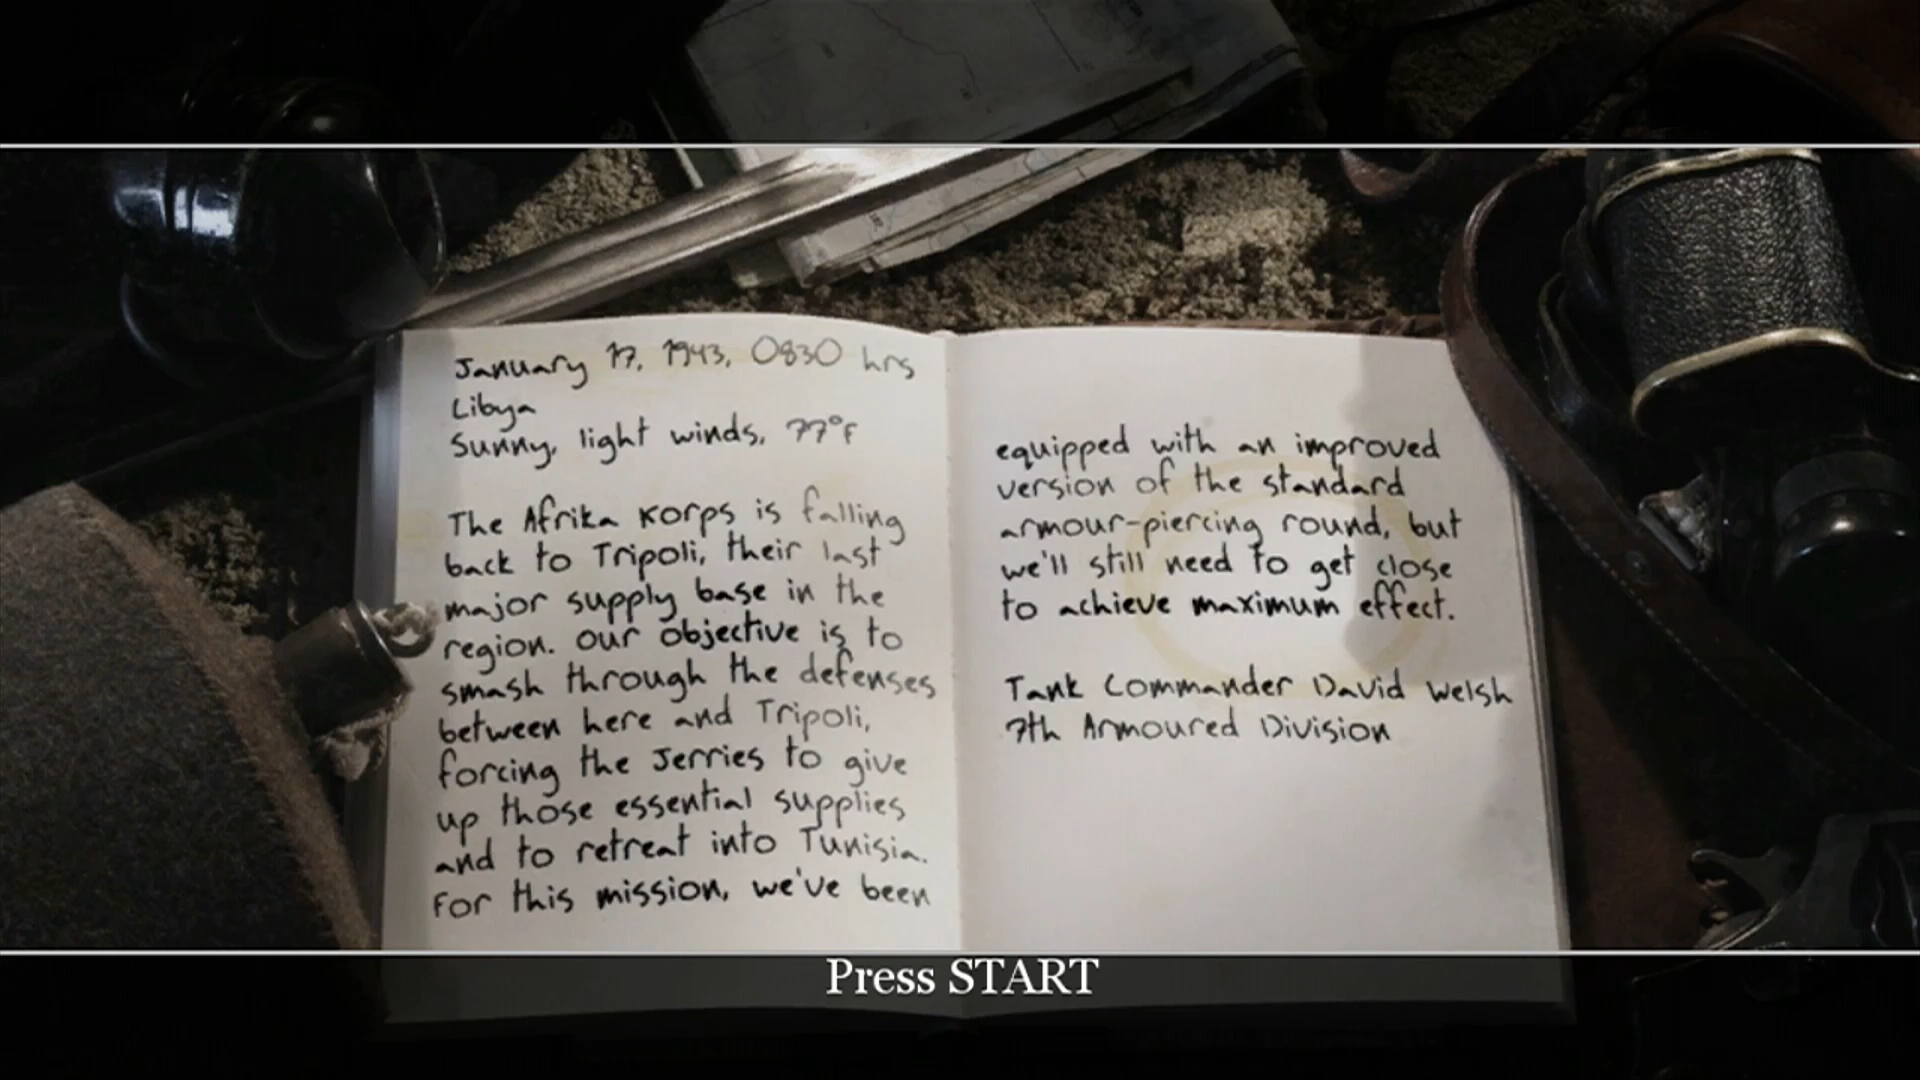 January 17, 1943, 0830 hrs
Libya
Sunny, light winds, 77°F
The Afrika Korps is falling
back to Tripoli, their last
major supply base in the
region. Our objective is to
smash through the defenses
between here and Tripoli,
forcing the Jerries to give
up those essential supplies
and to retreat into Tunisia.
For this mission, we've been
equipped with an improved
version of the standard
armour-piercing round, but
we'll still need to get close
to achieve maximum effect.
Tank Commander David Welsh
7th Armoured Division
Press START